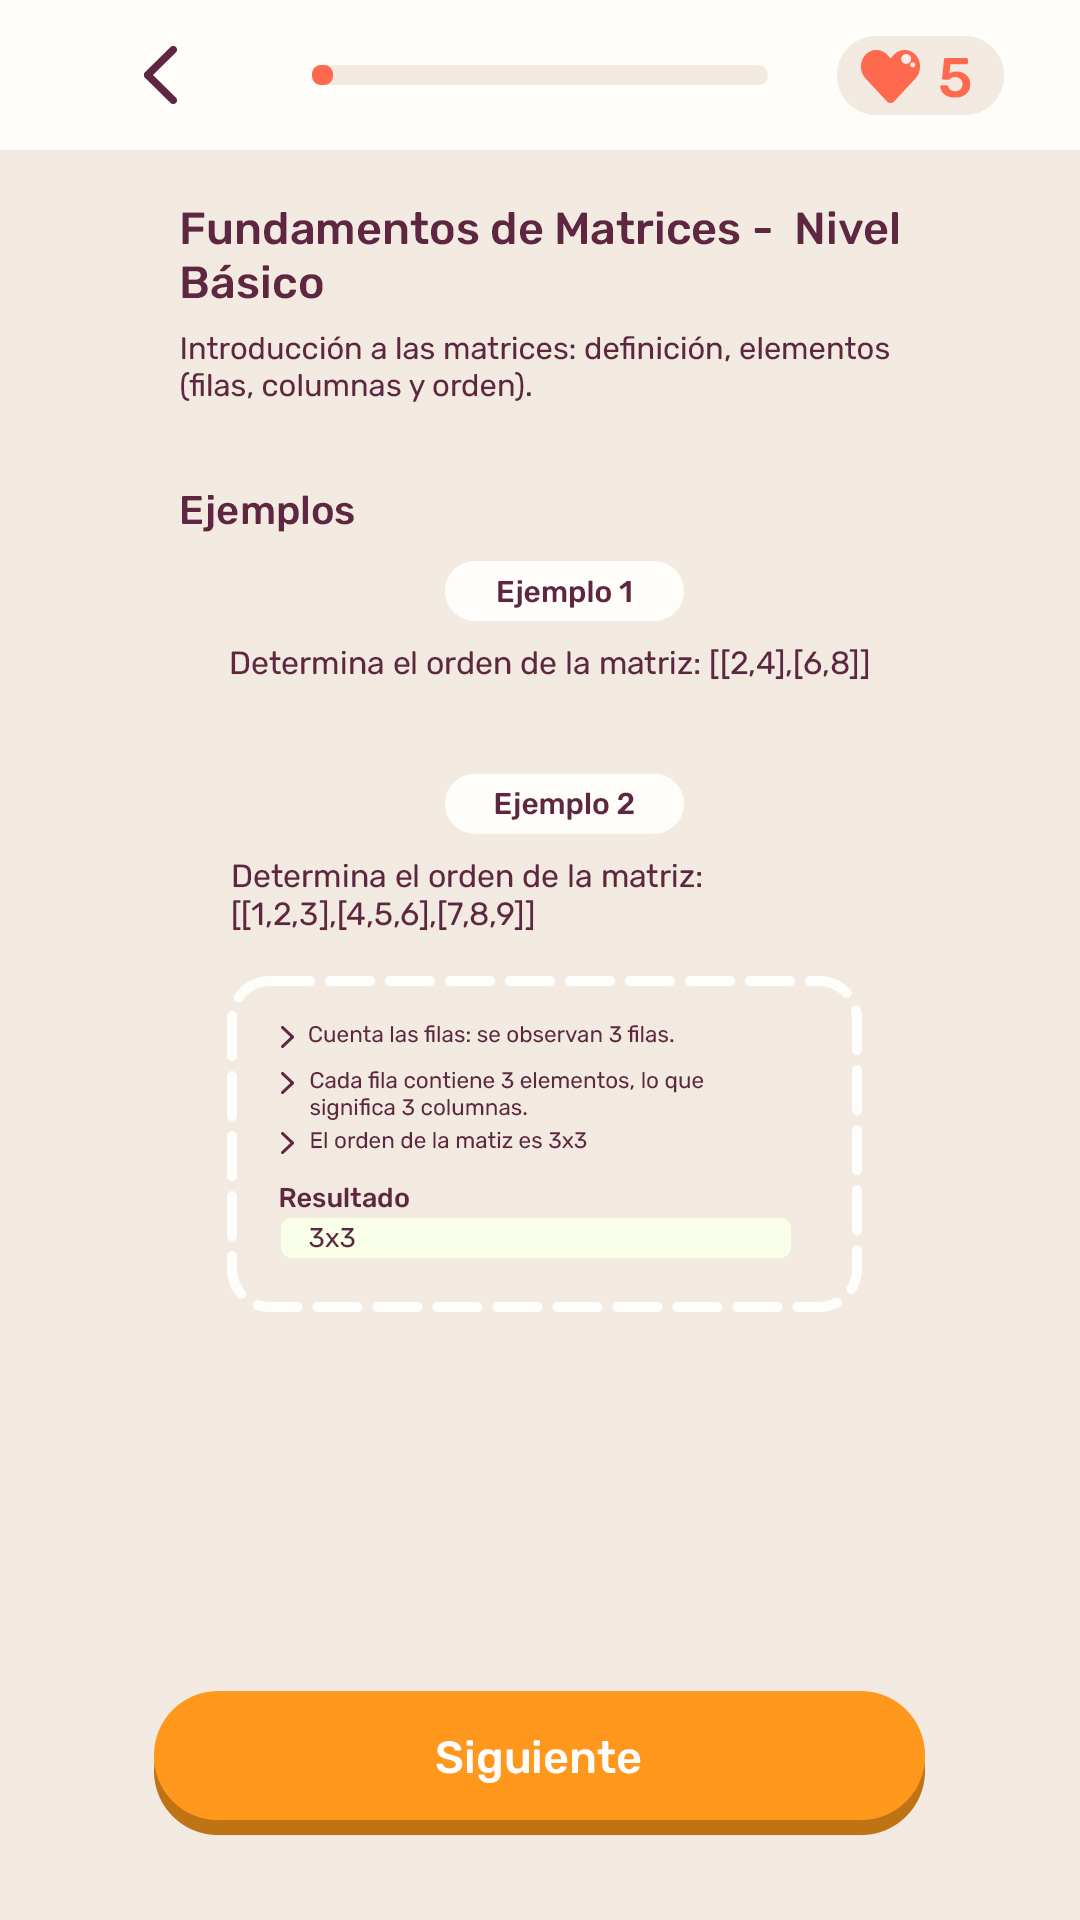 5
Fundamentos de Matrices -  Nivel
Básico
Introducción a las matrices: definición, elementos
(filas, columnas y orden).
Ejemplos
Ejemplo 1
Determina el orden de la matriz: [[2,4],[6,8]]
Ejemplo 2
Determina el orden de la matriz:
[[1,2,3],[4,5,6],[7,8,9]]
Cuenta las filas: se observan 3 filas.
Cada fila contiene 3 elementos, lo que
significa 3 columnas.
El orden de la matiz es 3x3
Resultado
3x3
Siguiente